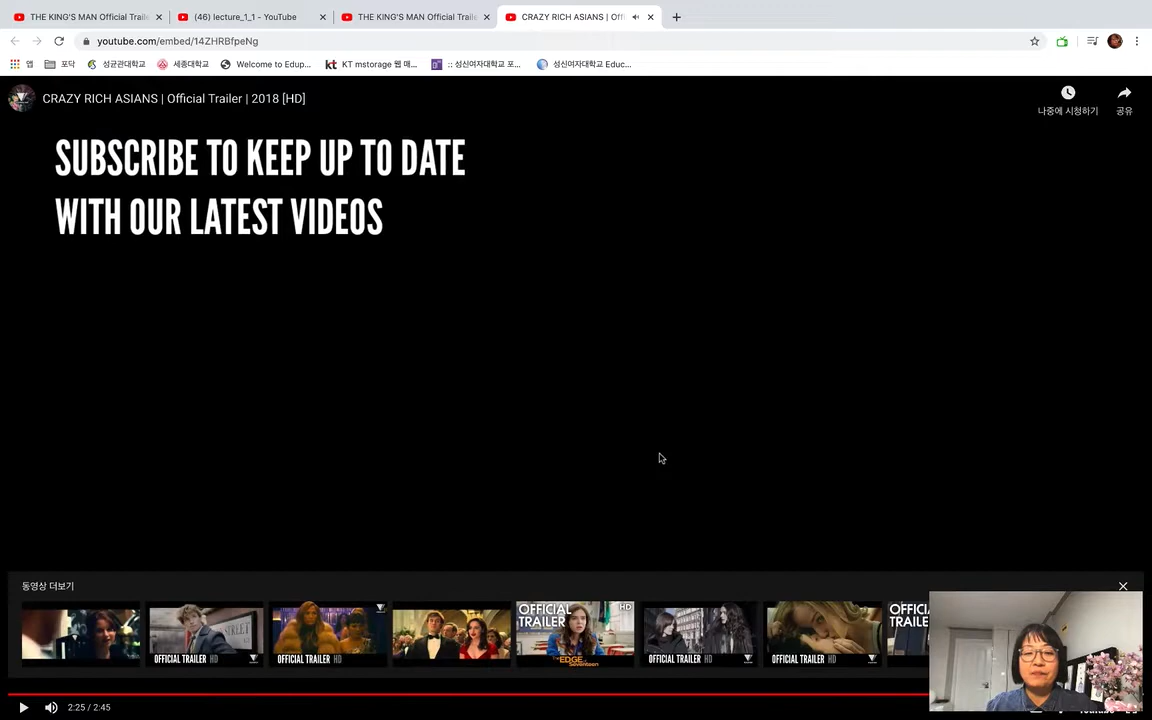 THE KING'S MAN Official Traile
(46) lecture_1_1 - YouTube
THE KING'S MAN Official Traile
CRAZY RICH ASIANS | Offi
youtube.com/embed/14ZHRBfpeNg
앱
포닥
성균관대학교
세종대학교
Welcome to Edup...
kt
KT mstorage 웹 매...
:: 성신여자대학교 포...
성신여자대학교 Educ...
CRAZY RICH ASIANS | Official Trailer | 2018 [HD]
나중에 시청하기
공유
SUBSCRIBE TO KEEP UP TO DATE
WITH OUR LATEST VIDEOS
동영상 더보기
OFFICIAL TRAILER HD
OFFICIAL TRAILER HD
OFFICIAL
TRAILER
HD
THE EDGE OF
Seventeen
OFFICIAL TRAILER HD
OFFICIAL TRAILER HD
2:25 / 2:45